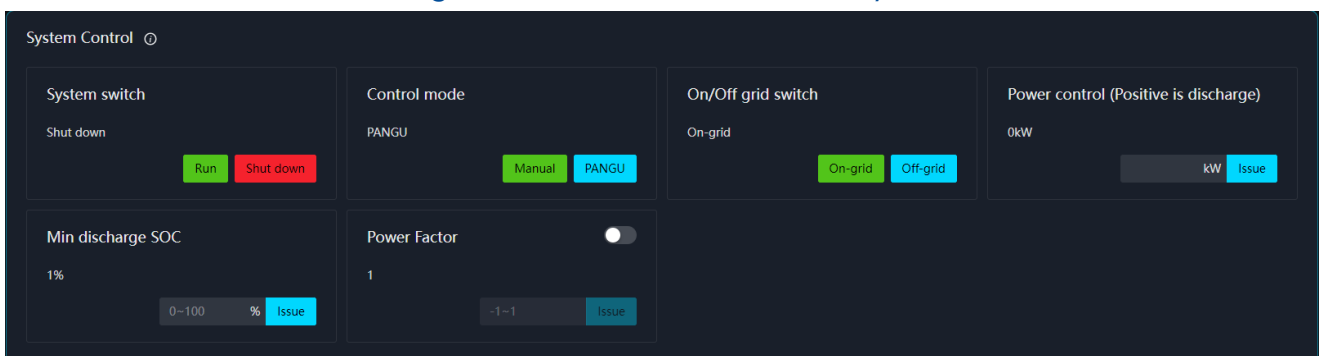 System Control
System switch
Shut down
Run Shut down
Control mode
PANGU
Manual PANGU
On/Off grid switch
On-grid
On-grid Off-grid
Power control (Positive is discharge)
0kW
kW Issue
Min discharge SOC
1%
0~100 % Issue
Power Factor
1
-1~1 Issue